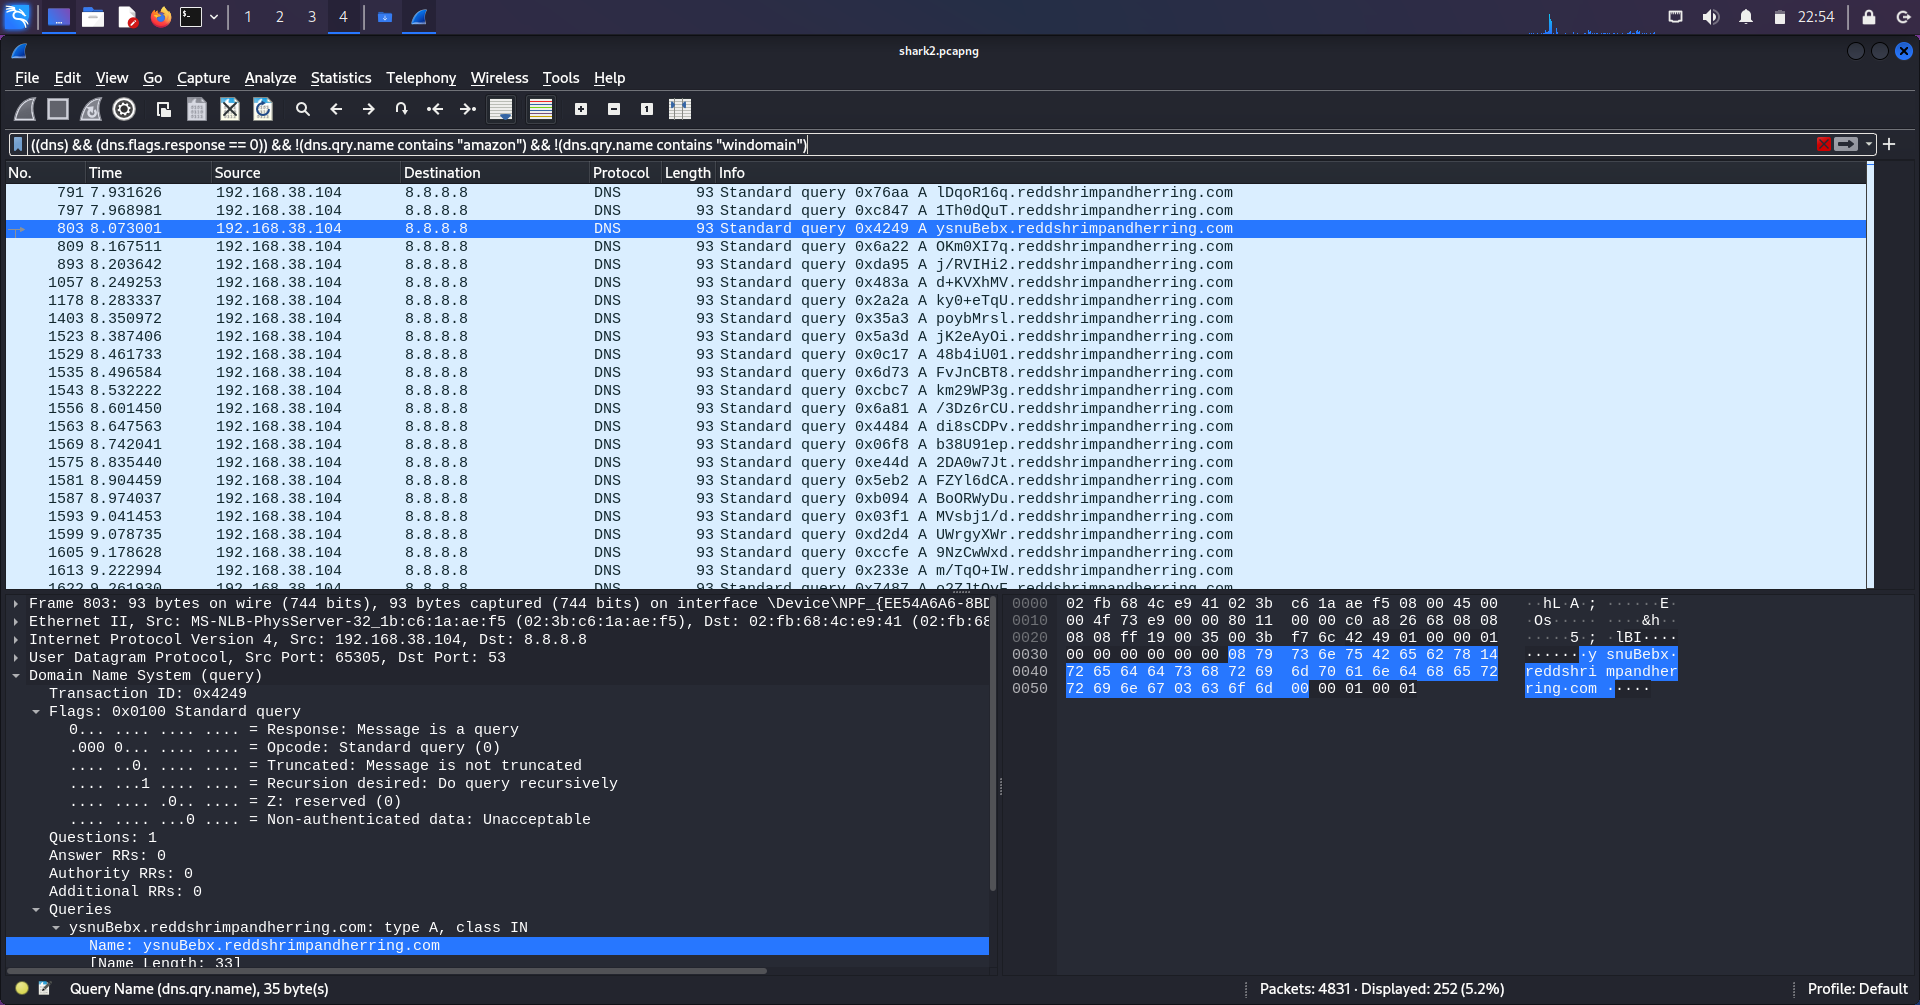 1 2 3 4 22:54
shark2.pcapng
File Edit View Go Capture Analyze Statistics Telephony Wireless Tools Help
((dns) && (dns.flags.response == 0)) && !(dns.qry.name contains "amazon") && !(dns.qry.name contains "windomain")
No. Time Source Destination Protocol Length Info
791 7.931626 192.168.38.104 8.8.8.8 DNS 93 Standard query 0x76aa A lDqoR16q.reddshrimpandherring.com
797 7.968981 192.168.38.104 8.8.8.8 DNS 93 Standard query 0xc847 A 1Th0dQuT.reddshrimpandherring.com
803 8.073001 192.168.38.104 8.8.8.8 DNS 93 Standard query 0x4249 A ysnuBebx.reddshrimpandherring.com
809 8.167511 192.168.38.104 8.8.8.8 DNS 93 Standard query 0x6a22 A OKm0XI7q.reddshrimpandherring.com
893 8.203642 192.168.38.104 8.8.8.8 DNS 93 Standard query 0xda95 A j/RVIHi2.reddshrimpandherring.com
1057 8.249253 192.168.38.104 8.8.8.8 DNS 93 Standard query 0x483a A d+KVXhMV.reddshrimpandherring.com
1178 8.283337 192.168.38.104 8.8.8.8 DNS 93 Standard query 0x2a2a A ky0+eTqU.reddshrimpandherring.com
1403 8.350972 192.168.38.104 8.8.8.8 DNS 93 Standard query 0x35a3 A poybMrsl.reddshrimpandherring.com
1523 8.387406 192.168.38.104 8.8.8.8 DNS 93 Standard query 0x5a3d A jK2eAyOi.reddshrimpandherring.com
1529 8.461733 192.168.38.104 8.8.8.8 DNS 93 Standard query 0x0c17 A 48b4iU01.reddshrimpandherring.com
1535 8.496584 192.168.38.104 8.8.8.8 DNS 93 Standard query 0x6d73 A FvJnCBT8.reddshrimpandherring.com
1543 8.532222 192.168.38.104 8.8.8.8 DNS 93 Standard query 0xcbc7 A km29WP3g.reddshrimpandherring.com
1556 8.601450 192.168.38.104 8.8.8.8 DNS 93 Standard query 0x6a81 A /3Dz6rCU.reddshrimpandherring.com
1563 8.647563 192.168.38.104 8.8.8.8 DNS 93 Standard query 0x4484 A di8sCDPv.reddshrimpandherring.com
1569 8.742041 192.168.38.104 8.8.8.8 DNS 93 Standard query 0x06f8 A b38U91ep.reddshrimpandherring.com
1575 8.835440 192.168.38.104 8.8.8.8 DNS 93 Standard query 0xe44d A 2DA0w7Jt.reddshrimpandherring.com
1581 8.904459 192.168.38.104 8.8.8.8 DNS 93 Standard query 0x5eb2 A FZYl6dCA.reddshrimpandherring.com
1587 8.974037 192.168.38.104 8.8.8.8 DNS 93 Standard query 0xb094 A BoORWyDu.reddshrimpandherring.com
1593 9.041453 192.168.38.104 8.8.8.8 DNS 93 Standard query 0x03f1 A MVsbj1/d.reddshrimpandherring.com
1599 9.078735 192.168.38.104 8.8.8.8 DNS 93 Standard query 0xd2d4 A UWrgyXWr.reddshrimpandherring.com
1605 9.178628 192.168.38.104 8.8.8.8 DNS 93 Standard query 0xccfe A 9NzCwWxd.reddshrimpandherring.com
1613 9.222994 192.168.38.104 8.8.8.8 DNS 93 Standard query 0x233e A m/TqO+IW.reddshrimpandherring.com
1622 9.261930 192.168.38.104 8.8.8.8 DNS 93 Standard query 0x7487 A
Frame 803: 93 bytes on wire (744 bits), 93 bytes captured (744 bits) on interface \Device\NPF_{EE54A6A6-8BD
Ethernet II, Src: MS-NLB-PhysServer-32_1b:c6:1a:ae:f5 (02:3b:c6:1a:ae:f5), Dst: 02:fb:68:4c:e9:41 (02:fb:68
Internet Protocol Version 4, Src: 192.168.38.104, Dst: 8.8.8.8
User Datagram Protocol, Src Port: 65305, Dst Port: 53
Domain Name System (query)
Transaction ID: 0x4249
Flags: 0x0100 Standard query
0... .... .... .... = Response: Message is a query
.000 0... .... .... = Opcode: Standard query (0)
.... ..0. .... .... = Truncated: Message is not truncated
.... ...1 .... .... = Recursion desired: Do query recursively
.... .... .0.. .... = Z: reserved (0)
.... .... ...0 .... = Non-authenticated data: Unacceptable
Questions: 1
Answer RRs: 0
Authority RRs: 0
Additional RRs: 0
Queries
ysnuBebx.reddshrimpandherring.com: type A, class IN
Name: ysnuBebx.reddshrimpandherring.com
[Name Length: 33]
0000 02 fb 68 4c e9 41 02 3b c6 1a ae f5 08 00 45 00 ··hL·A·; ······E·
0010 00 4f 73 e9 00 00 80 11 00 00 c0 a8 26 68 08 08 ·Os····· ····&h··
0020 08 08 ff 19 00 35 00 3b f7 6c 42 49 01 00 00 01 ·····5·; ·lBI····
0030 00 00 00 00 00 00 08 79 73 6e 75 42 65 62 78 14 ·······y snuBebx·
0040 72 65 64 64 73 68 72 69 6d 70 61 6e 64 68 65 72 reddshri mpandher
0050 72 69 6e 67 03 63 6f 6d 00 00 01 00 01 ring·com ·····
Query Name (dns.qry.name), 35 byte(s) Packets: 4831 · Displayed: 252 (5.2%) Profile: Default